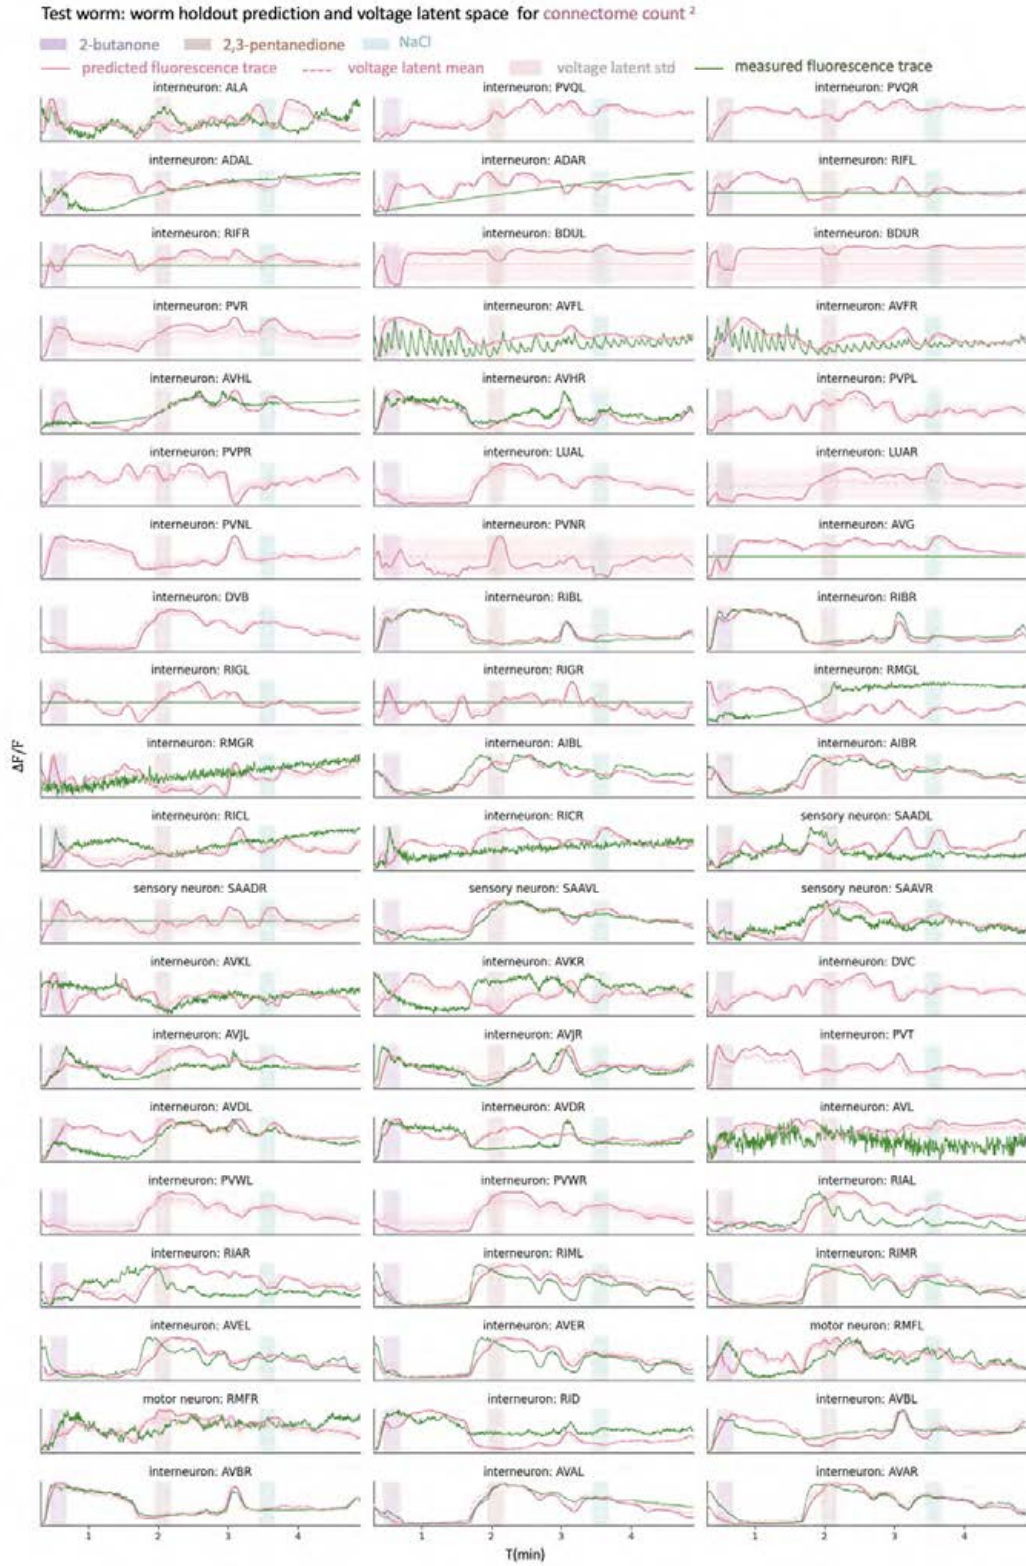 Test worm: worm holdout prediction and voltage latent space for connectome count ²
2-butanone 2,3-pentanedione NaCl
predicted fluorescence trace voltage latent mean voltage latent std measured fluorescence trace
interneuron: ALA interneuron: PVQL interneuron: PVQR
interneuron: ADAL interneuron: ADAR interneuron: RIFL
interneuron: RIFR interneuron: BDUL interneuron: BDUR
interneuron: PVR interneuron: AVFL interneuron: AVFR
interneuron: AVHL interneuron: AVHR interneuron: PVPL
interneuron: PVPR interneuron: LUAL interneuron: LUAR
interneuron: PVNL interneuron: PVNR interneuron: AVG
interneuron: DVB interneuron: RIBL interneuron: RIBR
interneuron: RIGL interneuron: RIGR interneuron: RMGL
interneuron: RMGR interneuron: AIBL interneuron: AIBR
ΔF/F
interneuron: RICL interneuron: RICR sensory neuron: SAADL
sensory neuron: SAADR sensory neuron: SAAVL sensory neuron: SAAVR
interneuron: AVKL interneuron: AVKR interneuron: DVC
interneuron: AVJL interneuron: AVJR interneuron: PVT
interneuron: AVDL interneuron: AVDR interneuron: AVL
interneuron: PVWL interneuron: PVWR interneuron: RIAL
interneuron: RIAR interneuron: RIML interneuron: RIMR
interneuron: AVEL interneuron: AVER motor neuron: RMFL
motor neuron: RMFR interneuron: RID interneuron: AVBL
interneuron: AVBR interneuron: AVAL interneuron: AVAR
1 2 3 4 1 2 3 4 1 2 3 4
T(min)